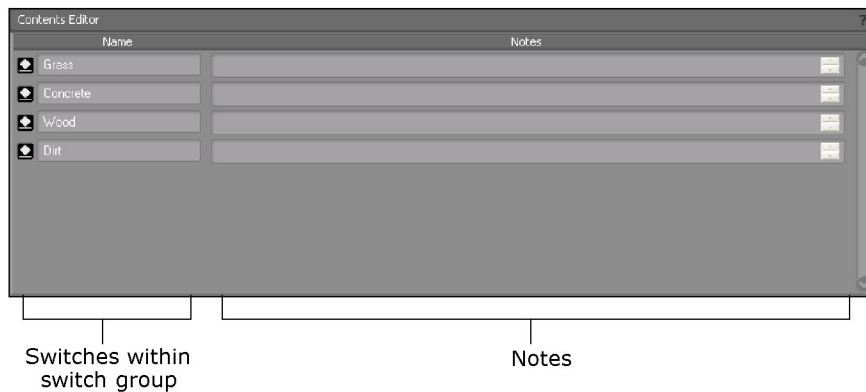 Contents Editor ?
Name Notes
Grass
Concrete
Wood
Dirt
Switches within
switch group
Notes